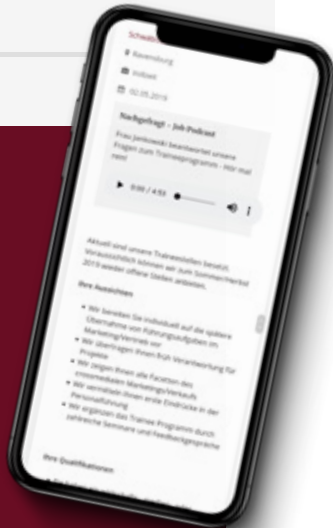 Schwäbi
Ravensburg
Vollzeit
02.05.2019
Nachgefragt - Job Podcast
Frau Jankowski beantwortet unsere
Fragen zum Traineeprogramm - Hör mal
rein!
0:00 / 4:53
Aktuell sind unsere Traineestellen besetzt.
Voraussichtlich können wir zum Sommer/Herbst
2019 wieder offene Stellen anbieten.
Ihre Aussichten
Wir bereiten Sie individuell auf die spätere
Übernahme von Führungsaufgaben im
Marketing/Vertrieb vor
Wir übertragen Ihnen früh Verantwortung für
Projekte
Wir zeigen Ihnen alle Facetten des
crossmedialen Marketings/Verkaufs
Wir vermitteln Ihnen erste Eindrücke in der
Personalführung
Wir ergänzen das Trainee Programm durch
zahlreiche Seminare und Feedbackgespräche
Ihre Qualifikationen